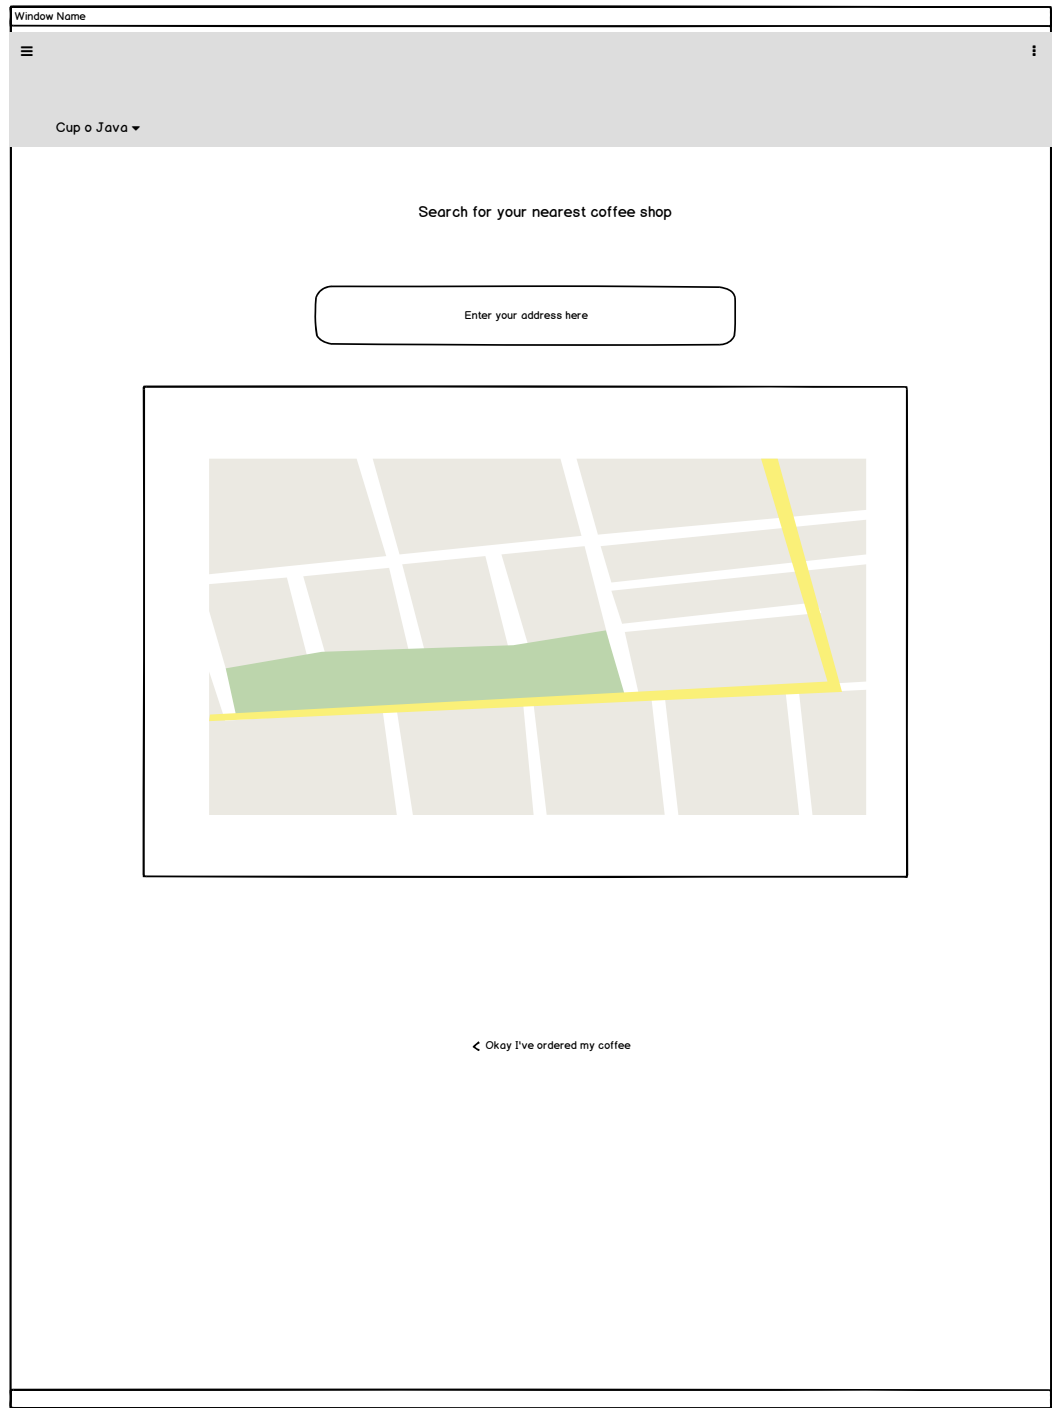 Window Name
Cup o Java
Search for your nearest coffee shop
Enter your address here
Okay I've ordered my coffee